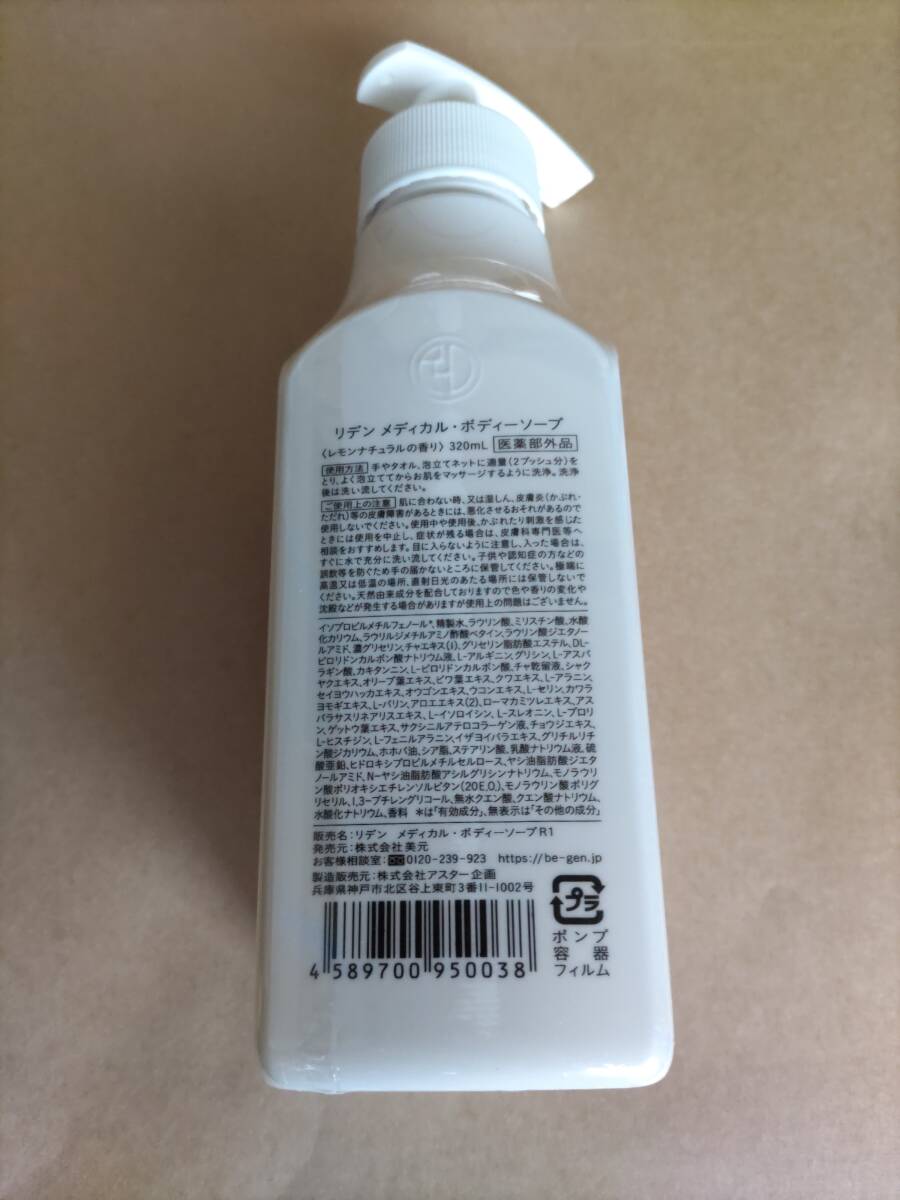 リデン メディカル・ボディーソープ
〈レモンナチュラルの香り〉 320mL 医薬部外品
使用方法 手やタオル、泡立てネットに適量(2プッシュ分)を
とり、よく泡立ててからお肌をマッサージするように洗浄。洗浄
後は洗い流してください。
ご使用上の注意 肌に合わない時、又は湿しん、皮膚炎(かぶれ・
ただれ)等の皮膚障害があるときには、悪化させるおそれがあるので
使用しないでください。使用中や使用後、かぶれたり刺激を感じた
ときには使用を中止し、症状が残る場合は、皮膚科専門医等へ
相談をおすすめします。目に入らないように注意し、入った場合は、
すぐに水で充分に洗い流してください。子供や認知症の方などの
誤飲等を防ぐため手の届かないところに保管してください。極端に
高温又は低温の場所、直射日光のあたる場所には保管しないで
ください。天然由来成分を配合しておりますので色や香りの変化や
沈殿などが発生する場合がありますが使用上の問題はございません。
イソプロピルメチルフェノール*、精製水、ラウリン酸、ミリスチン酸、水酸
化カリウム、ラウリルジメチルアミノ酢酸ベタイン、ラウリン酸ジエタノ-
ルアミド、濃グリセリン、チャエキス(1)、グリセリン脂肪酸エステル、DL-
ピロリドンカルボン酸ナトリウム液、L-アルギニン、グリシン、L-アスパ
ラギン酸、カキタンニン、L-ピロリドンカルボン酸、チャ乾留液、シャク
ヤクエキス、オリーブ葉エキス、ビワ葉エキス、クワエキス、L-アラニン、
セイヨウハッカエキス、オウゴンエキス、ウコンエキス、L-セリン、カワラ
ヨモギエキス、L-バリン、アロエエキス(2)、ローマカミツレエキス、アス
パラサスリネアリスエキス、L-イソロイシン、L-スレオニン、L-プロリ
ン、ゲットウ葉エキス、サクシニルアテロコラーゲン液、チョウジエキス、
L-ヒスチジン、L-フェニルアラニン、イザヨイバラエキス、グリチルリチ
ン酸ジカリウム、ホホバ油、シア脂、ステアリン酸、乳酸ナトリウム液、硫
酸亜鉛、ヒドロキシプロピルメチルセルロース、ヤシ油脂肪酸ジエタ
ノールアミド、N-ヤシ油脂肪酸アシルグリシンナトリウム、モノラウリ
ン酸ポリオキシエチレンソルビタン(20E.O.)、モノラウリン酸ポリグ
リセリル、1,3-ブチレングリコール、無水クエン酸、クエン酸ナトリウム、
水酸化ナトリウム、香料 *は「有効成分」、無表示は「その他の成分」
販売名:リデン メディカル・ボディーソープR1
発売元:株式会社美元
お客様相談室: 0120-239-923 https://be-gen.jp
製造販売元:株式会社アスター企画
兵庫県神戸市北区谷上東町3番11-1002号
プラ
ポンプ
容器
フィルム
4 589700 950038